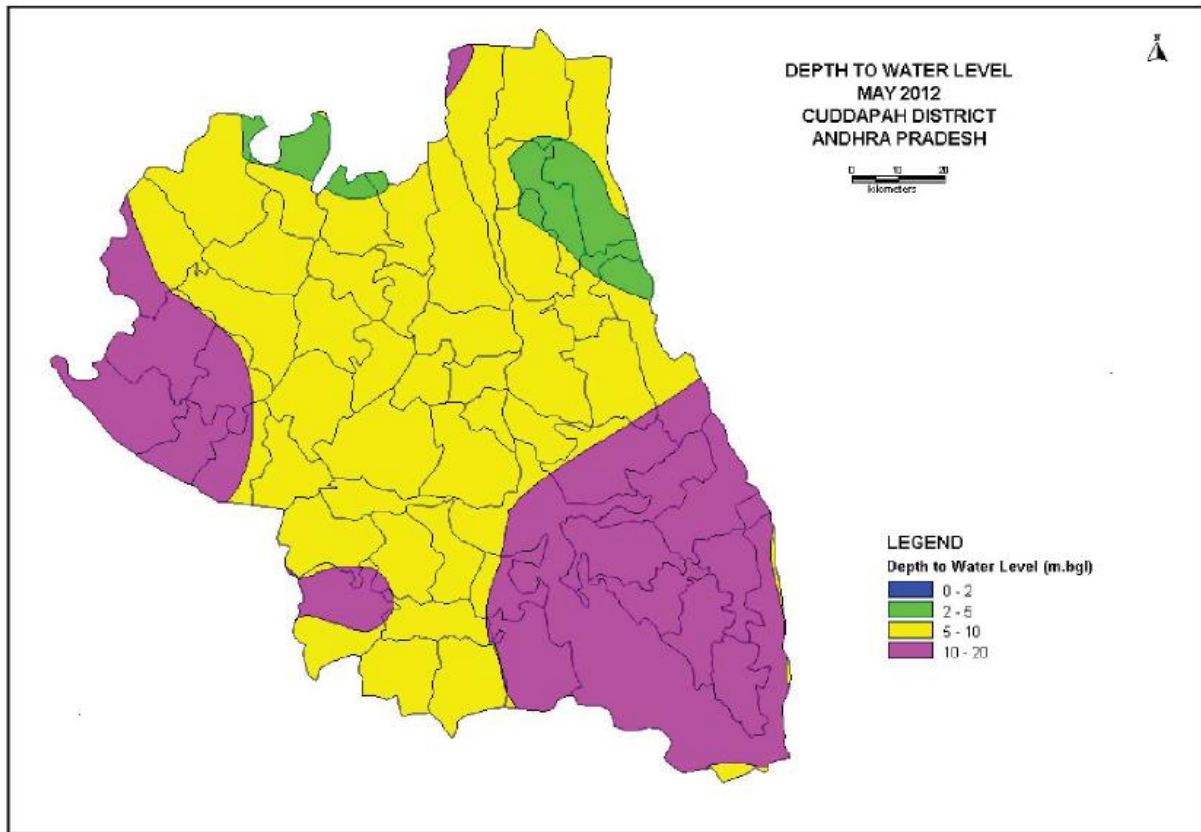 N
DEPTH TO WATER LEVEL
MAY 2012
CUDDAPAH DISTRICT
ANDHRA PRADESH
0 10 20
kilometers
LEGEND
Depth to Water Level (m.bgl)
0 - 2
2 - 5
5 - 10
10 - 20